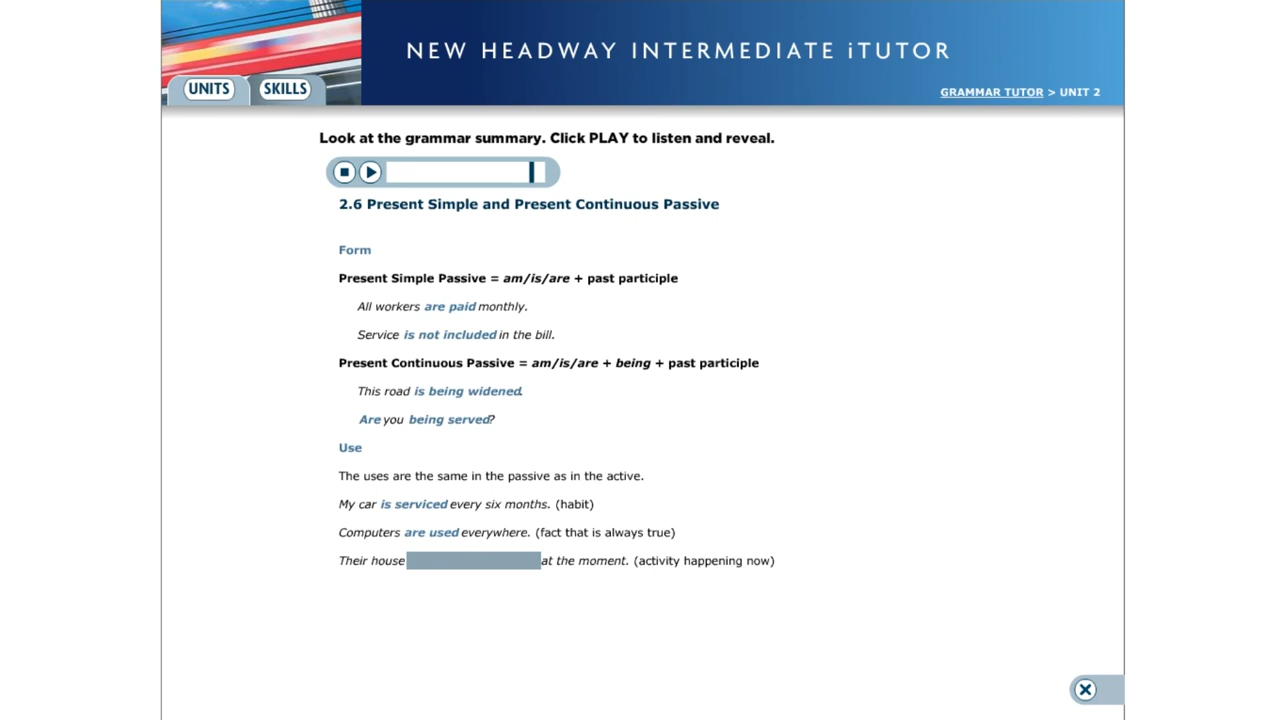 NEW HEADWAY INTERMEDIATE iTUTOR
UNITS SKILLS
GRAMMAR TUTOR > UNIT 2
Look at the grammar summary. Click PLAY to listen and reveal.
2.6 Present Simple and Present Continuous Passive
Form
Present Simple Passive = am/is/are + past participle
All workers are paid monthly.
Service is not included in the bill.
Present Continuous Passive = am/is/are + being + past participle
This road is being widened.
Are you being served?
Use
The uses are the same in the passive as in the active.
My car is serviced every six months. (habit)
Computers are used everywhere. (fact that is always true)
Their house at the moment. (activity happening now)